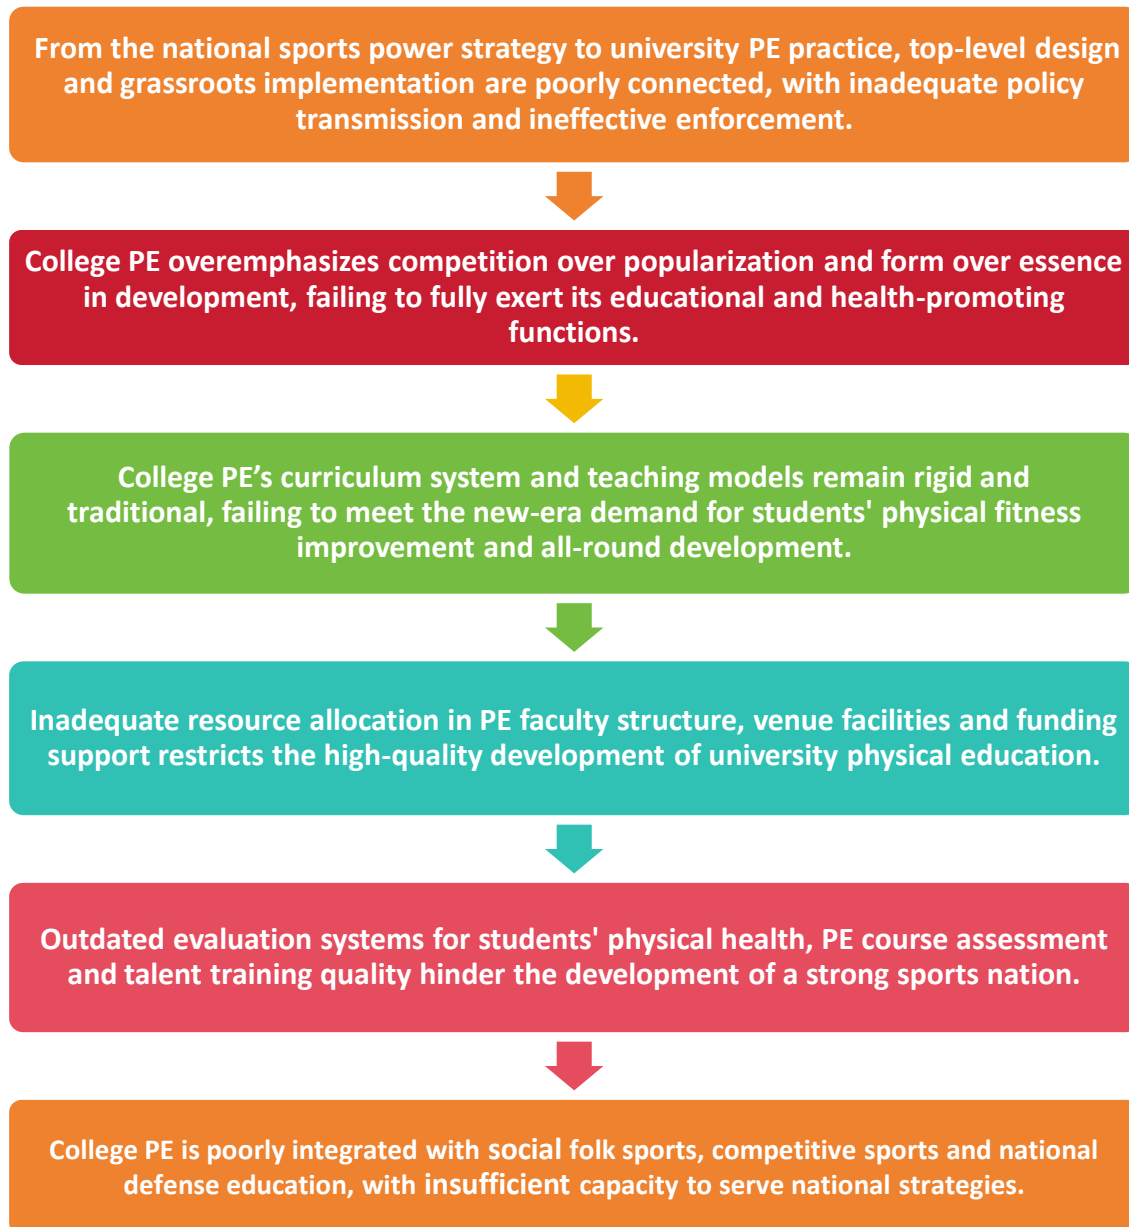 From the national sports power strategy to university PE practice, top-level design
and grassroots implementation are poorly connected, with inadequate policy
transmission and ineffective enforcement.
College PE overemphasizes competition over popularization and form over essence
in development, failing to fully exert its educational and health-promoting
functions.
College PE’s curriculum system and teaching models remain rigid and
traditional, failing to meet the new-era demand for students' physical fitness
improvement and all-round development.
Inadequate resource allocation in PE faculty structure, venue facilities and funding
support restricts the high-quality development of university physical education.
Outdated evaluation systems for students' physical health, PE course assessment
and talent training quality hinder the development of a strong sports nation.
College PE is poorly integrated with social folk sports, competitive sports and national
defense education, with insufficient capacity to serve national strategies.